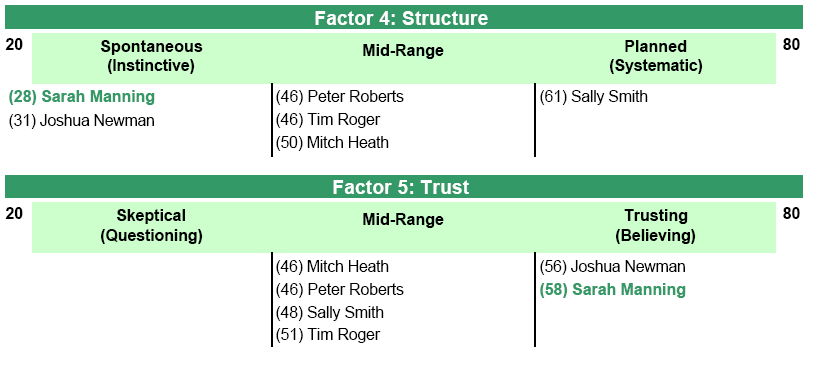 Factor 4: Structure
20 Spontaneous Mid-Range Planned 80
(Instinctive) (Systematic)
(28) Sarah Manning (46) Peter Roberts (61) Sally Smith
(31) Joshua Newman (46) Tim Roger
(50) Mitch Heath
Factor 5: Trust
20 Skeptical Mid-Range Trusting 80
(Questioning) (Believing)
(46) Mitch Heath (56) Joshua Newman
(46) Peter Roberts (58) Sarah Manning
(48) Sally Smith
(51) Tim Roger